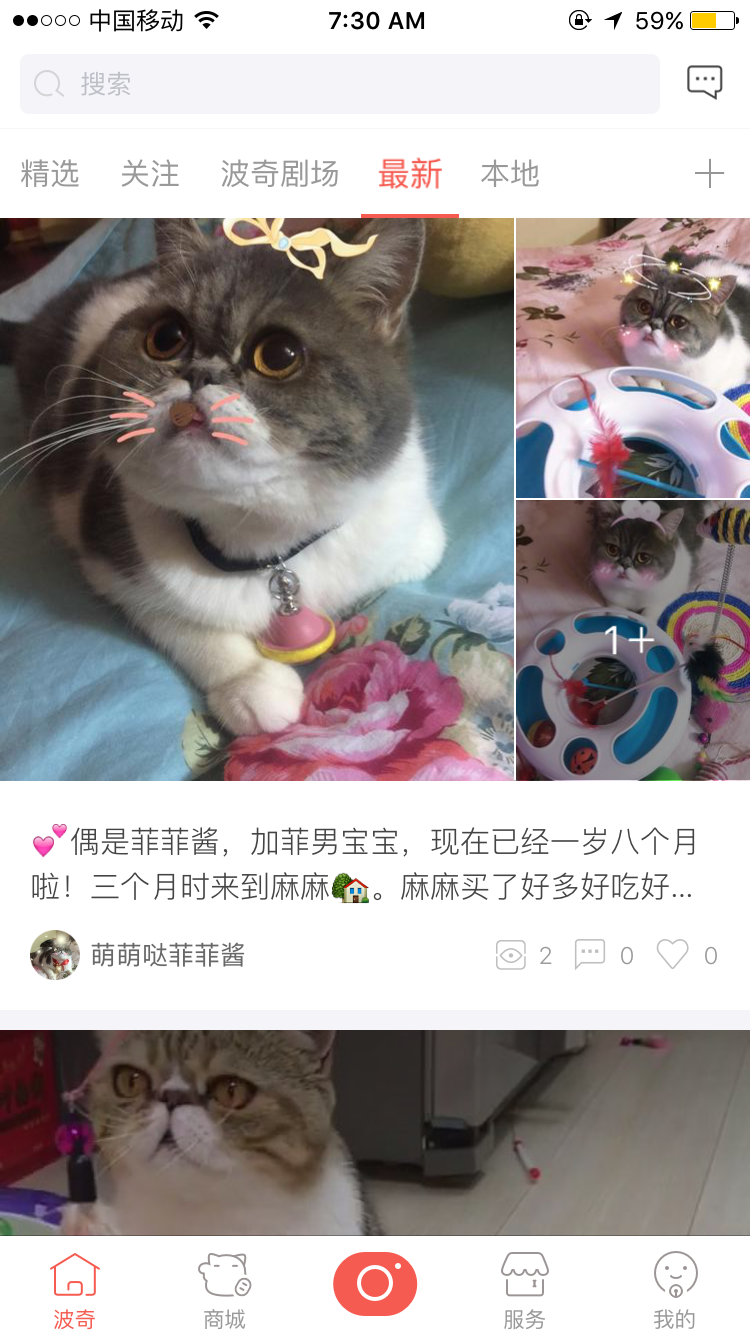 中国移动 7:30 AM 59%
搜索
精选 关注 波奇剧场 最新 本地
1+
💕偶是菲菲酱，加菲男宝宝，现在已经一岁八个月
啦！三个月时来到麻麻🏡。麻麻买了好多好吃好...
萌萌哒菲菲酱 2 0 0
波奇 商城 服务 我的